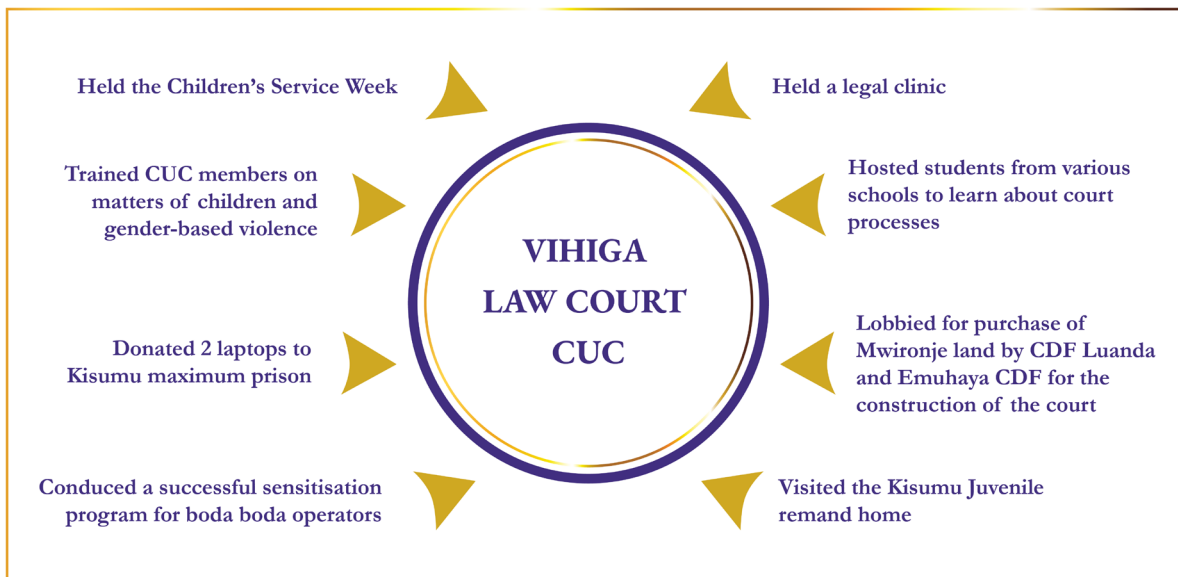 Held the Children’s Service Week
Trained CUC members on
matters of children and
gender-based violence
Donated 2 laptops to
Kisumu maximum prison
Conducted a successful sensitisation
program for boda boda operators
VIHIGA
LAW COURT
CUC
Held a legal clinic
Hosted students from various
schools to learn about court
processes
Lobbied for purchase of
Mwironje land by CDF Luanda
and Emuhaya CDF for the
construction of the court
Visited the Kisumu Juvenile
remand home